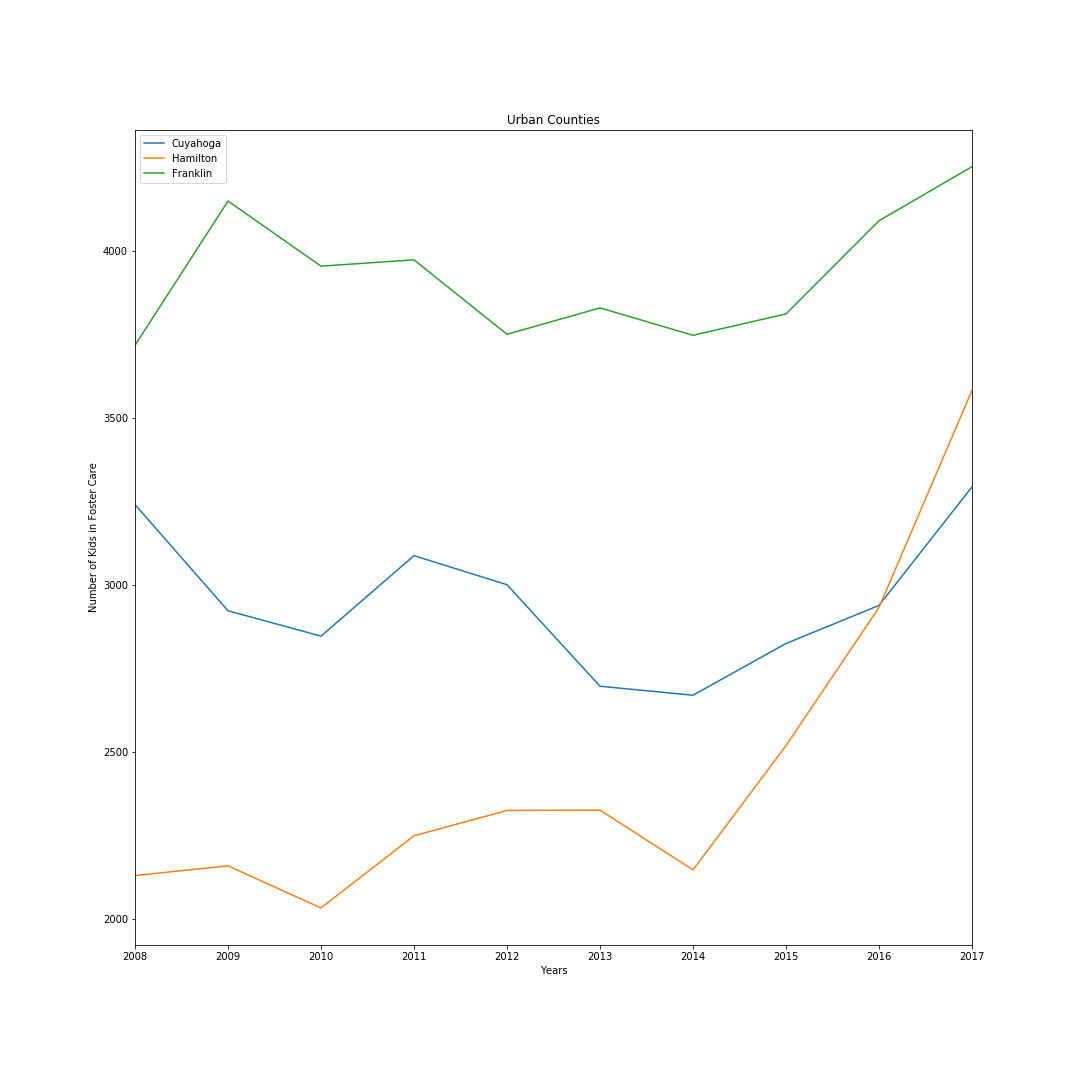 Urban Counties
Cuyahoga
Hamilton
Franklin
Number of Kids in Foster Care
4000
3500
3000
2500
2000
2008 2009 2010 2011 2012 2013 2014 2015 2016 2017
Years